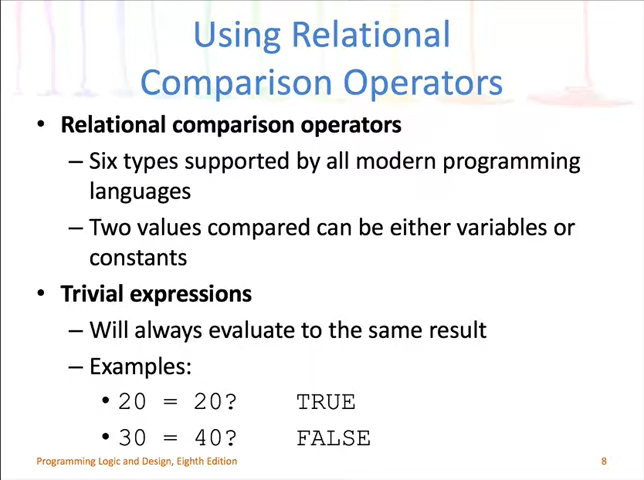 Using Relational
Comparison Operators
• Relational comparison operators
– Six types supported by all modern programming
languages
– Two values compared can be either variables or
constants
• Trivial expressions
– Will always evaluate to the same result
– Examples:
• 20 = 20? TRUE
• 30 = 40? FALSE
Programming Logic and Design, Eighth Edition 8